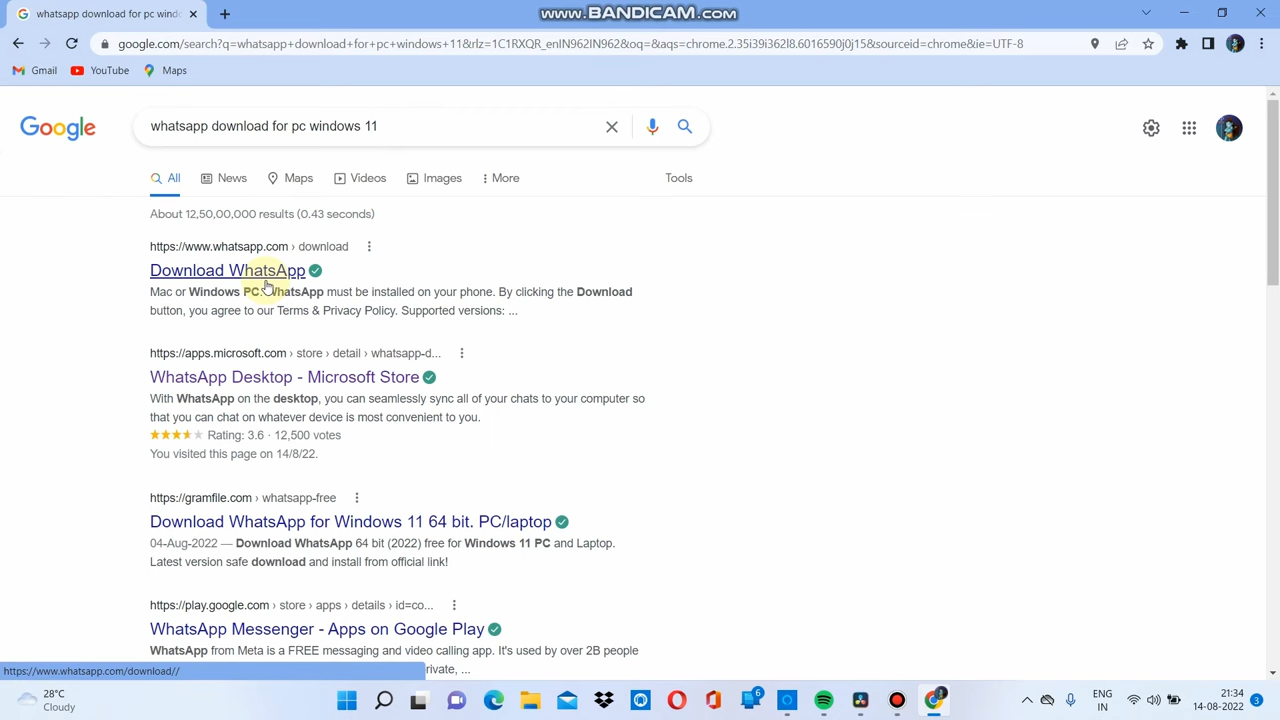 whatsapp download for pc windows
www.BANDICAM.com
google.com/search?q=whatsapp+download+for+pc+windows+11&rlz=1C1RXQR_enIN962IN962&oq=&aqs=chrome.2.35i39i362l8.6016590j0j15&sourceid=chrome&ie=UTF-8
Gmail YouTube Maps
Google
whatsapp download for pc windows 11
All News Maps Videos Images More Tools
About 12,50,00,000 results (0.43 seconds)
https://www.whatsapp.com › download
Download WhatsApp
Mac or Windows PC. WhatsApp must be installed on your phone. By clicking the Download
button, you agree to our Terms & Privacy Policy. Supported versions: ...
https://apps.microsoft.com › store › detail › whatsapp-d...
WhatsApp Desktop - Microsoft Store
With WhatsApp on the desktop, you can seamlessly sync all of your chats to your computer so
that you can chat on whatever device is most convenient to you.
Rating: 3.6 · 12,500 votes
You visited this page on 14/8/22.
https://gramfile.com › whatsapp-free
Download WhatsApp for Windows 11 64 bit. PC/laptop
04-Aug-2022 — Download WhatsApp 64 bit (2022) free for Windows 11 PC and Laptop.
Latest version safe download and install from official link!
https://play.google.com › store › apps › details › id=co...
WhatsApp Messenger - Apps on Google Play
WhatsApp from Meta is a FREE messaging and video calling app. It's used by over 2B people
rivate, ...
https://www.whatsapp.com/download//
28°C
Cloudy
6
ENG
IN
21:34
14-08-2022
3